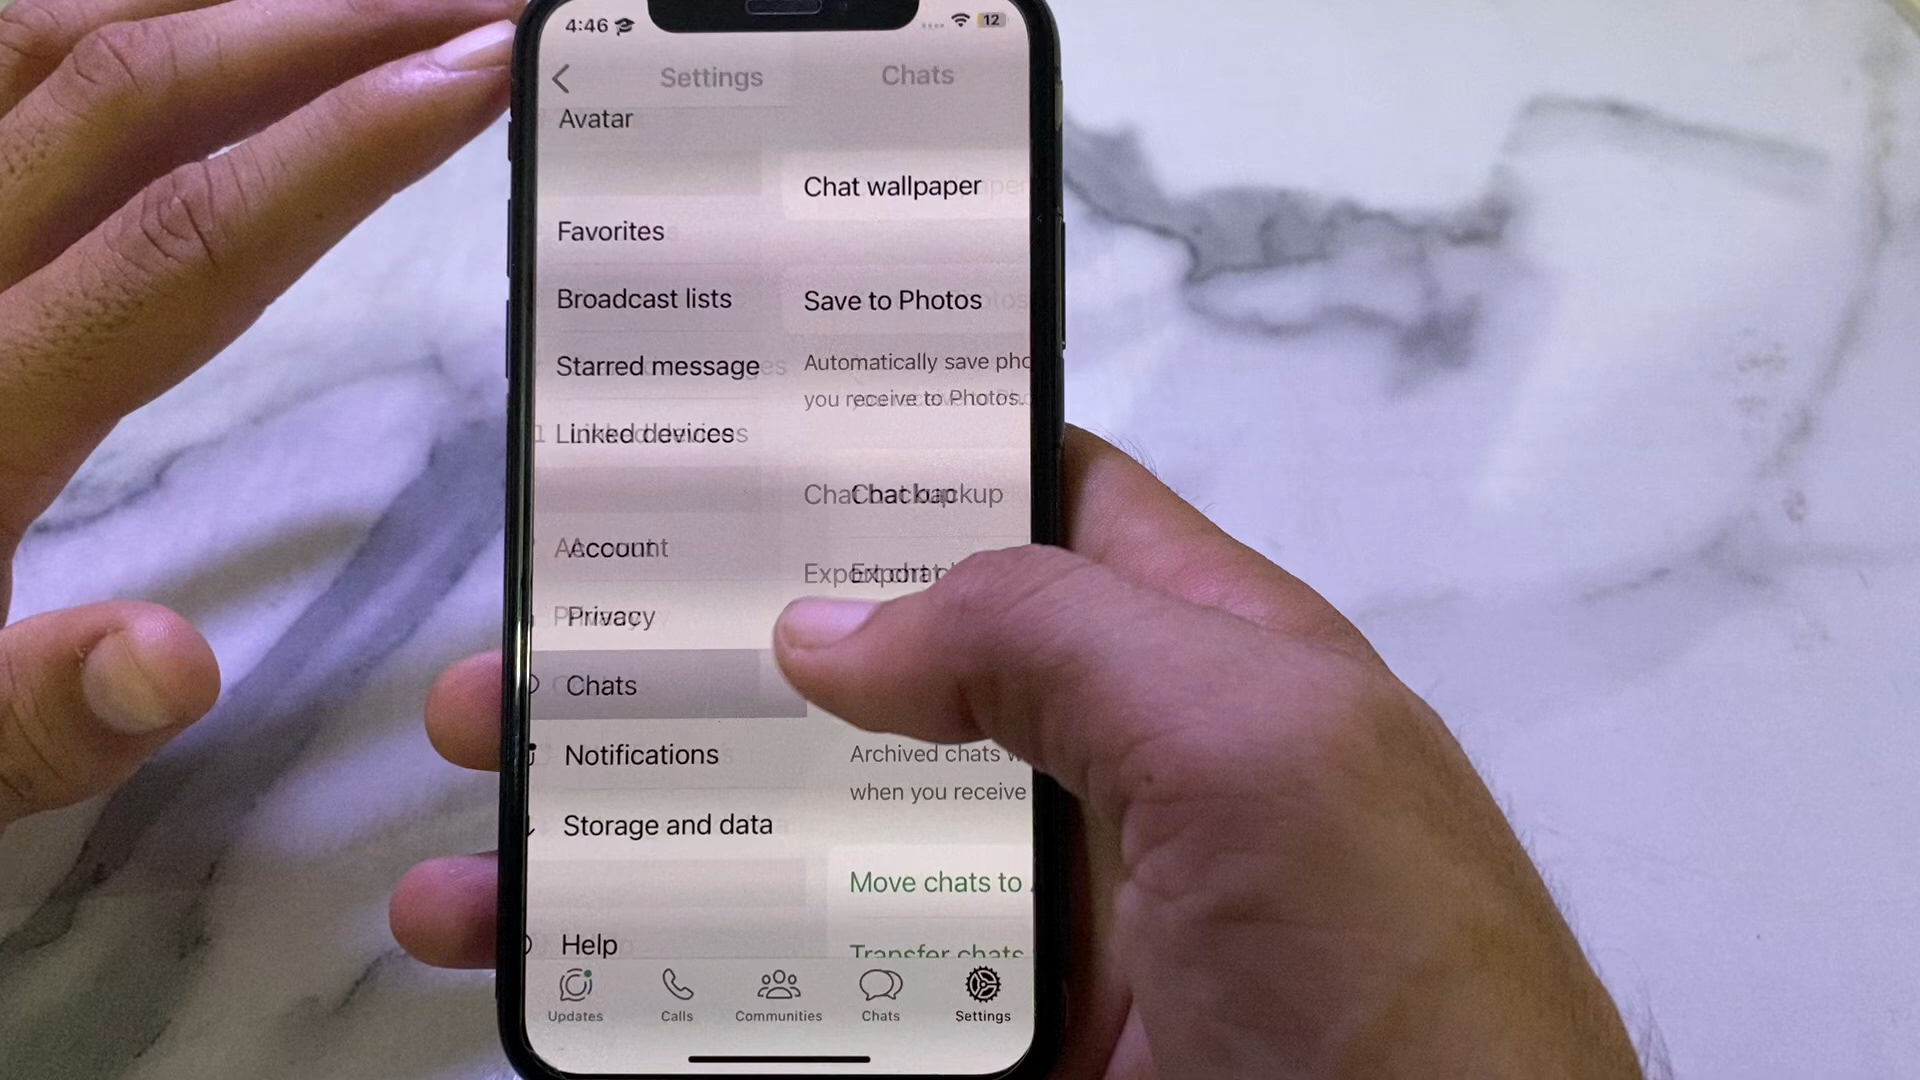 4:46
12
Settings
Chats
Avatar
Favorites
Broadcast lists
Starred message
Linked devices
Account
Privacy
Chats
Notifications
Storage and data
Help
Chat wallpaper
Save to Photos
Automatically save pho
you receive to Photos.
Chat backup
Export
Archived chats w
when you receive
Move chats to
Transfer chats
Updates
Calls
Communities
Chats
Settings